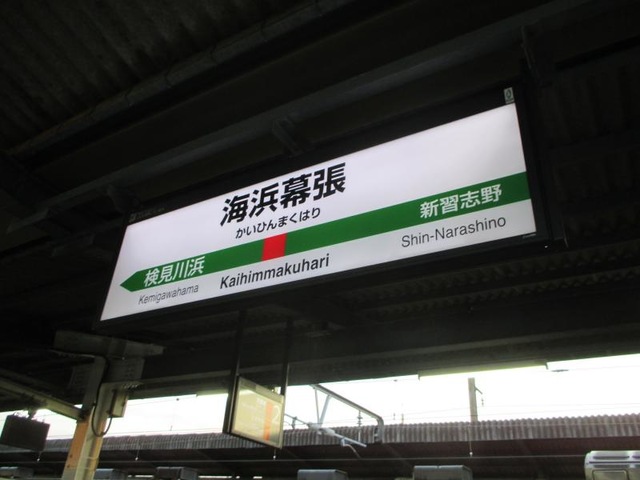 海浜幕張
かいひんまくはり
検見川浜
新習志野
Kemigawahama
Kaihimmakuhari
Shin-Narashino